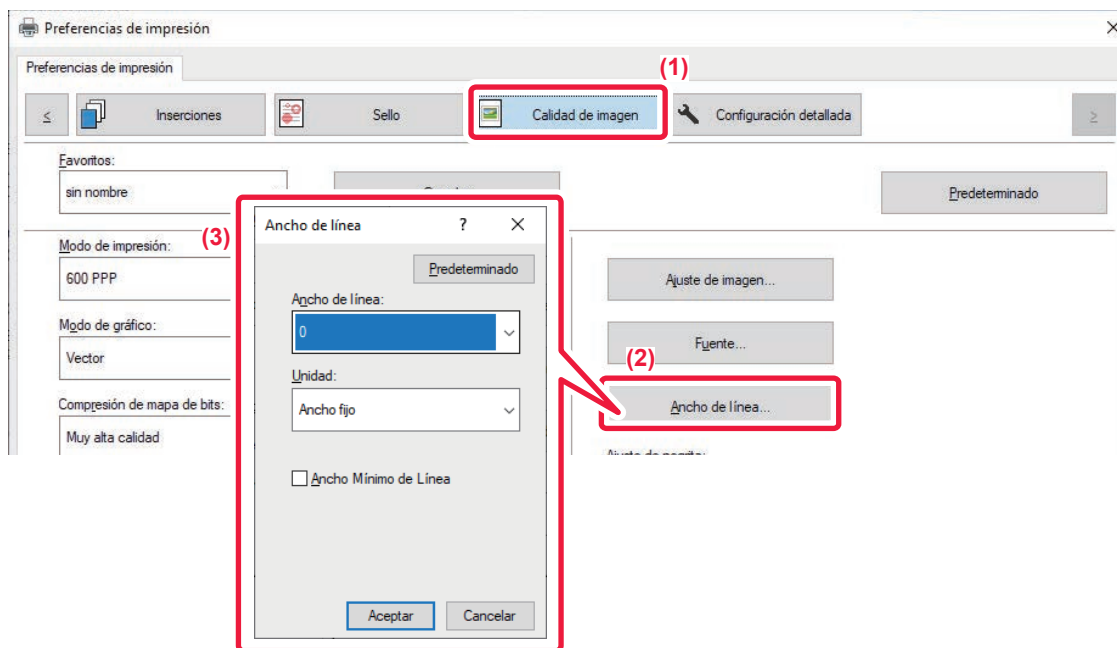 Preferencias de impresión
Preferencias de impresión
(1)
≤ Inserciones Sello Calidad de imagen Configuración detallada ≥
Favoritos:
sin nombre
Predeterminado
Modo de impresión:
600 PPP
Modo de gráfico:
Vector
Compresión de mapa de bits:
Muy alta calidad
(3)
Ancho de línea ?
Predeterminado
Ancho de línea:
0
Unidad:
Ancho fijo
Ancho Mínimo de Línea
Aceptar Cancelar
Ajuste de imagen...
Fuente...
(2)
Ancho de línea...